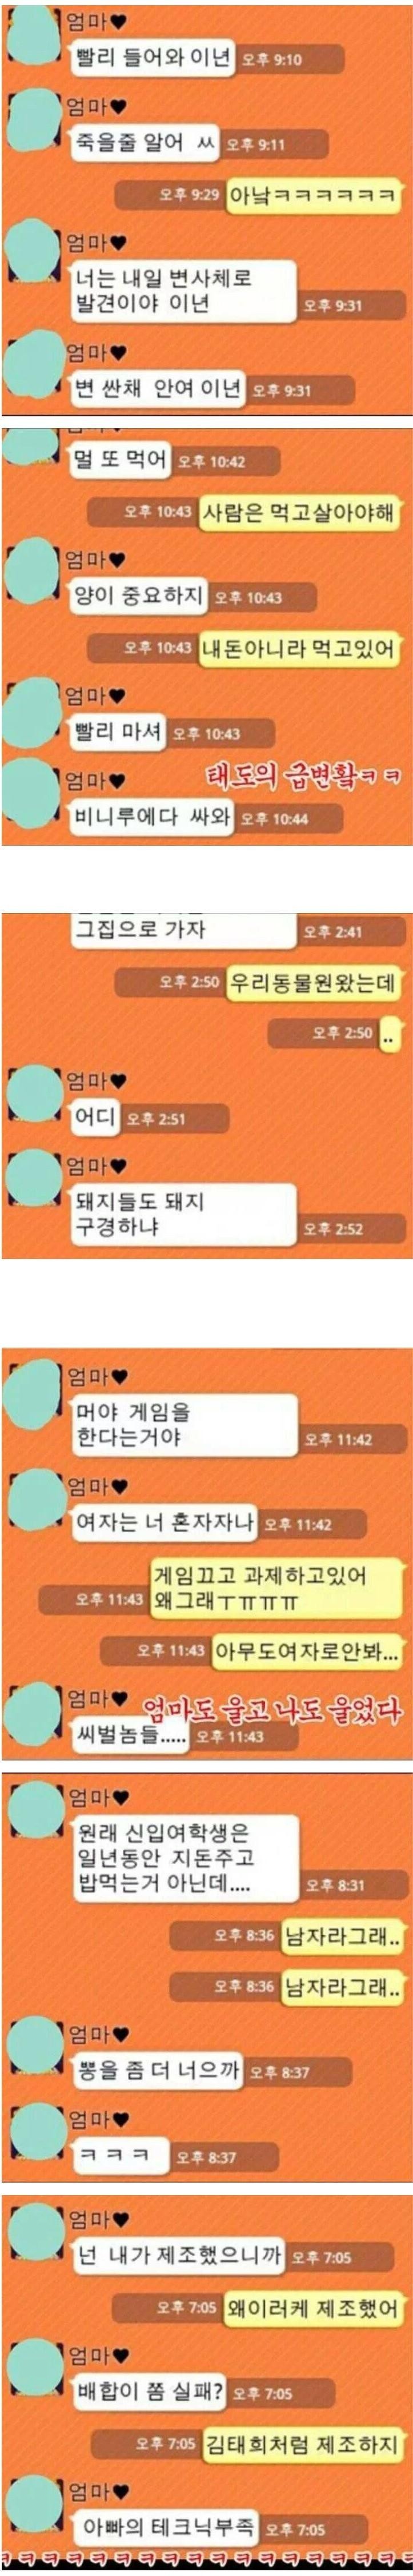 엄마♥
빨리 들어와 이년 오후 9:10
엄마♥
죽을줄 알어 ㅆ 오후 9:11
오후 9:29 아낰ㅋㅋㅋㅋㅋㅋ
엄마♥
너는 내일 변사체로
발견이야 이년 오후 9:31
엄마♥
변 싼채 안여 이년 오후 9:31
멀 또 먹어 오후 10:42
오후 10:43 사람은 먹고살아야해
엄마♥
양이 중요하지 오후 10:43
오후 10:43 내돈아니라 먹고있어
엄마♥
빨리 마셔 오후 10:43
태도의 급변홬ㅋㅋ
엄마♥
비니루에다 싸와 오후 10:44
그집으로 가자 오후 2:41
오후 2:50 우리동물원왔는데
오후 2:50 ..
엄마♥
어디 오후 2:51
엄마♥
돼지들도 돼지
구경하냐 오후 2:52
엄마♥
머야 게임을
한다는거야 오후 11:42
엄마♥
여자는 너 혼자자나 오후 11:42
게임끄고 과제하고있어
오후 11:43 왜그래ㅜㅠㅠㅠ
오후 11:43 아무도여자로안봐...
엄마♥
엄마도 울고 나도 울었다
씨벌놈들..... 오후 11:43
엄마♥
원래 신입여학생은
일년동안 지돈주고
밥먹는거 아닌데.... 오후 8:31
오후 8:36 남자라그래..
오후 8:36 남자라그래..
엄마♥
뽕을 좀 더 너으까 오후 8:37
엄마♥
ㅋㅋㅋ 오후 8:37
엄마♥
넌 내가 제조했으니까 오후 7:05
오후 7:05 왜이러케 제조했어
엄마♥
배합이 쫌 실패? 오후 7:05
오후 7:05 김태희처럼 제조하지
엄마♥
아빠의 테크닉부족 오후 7:05